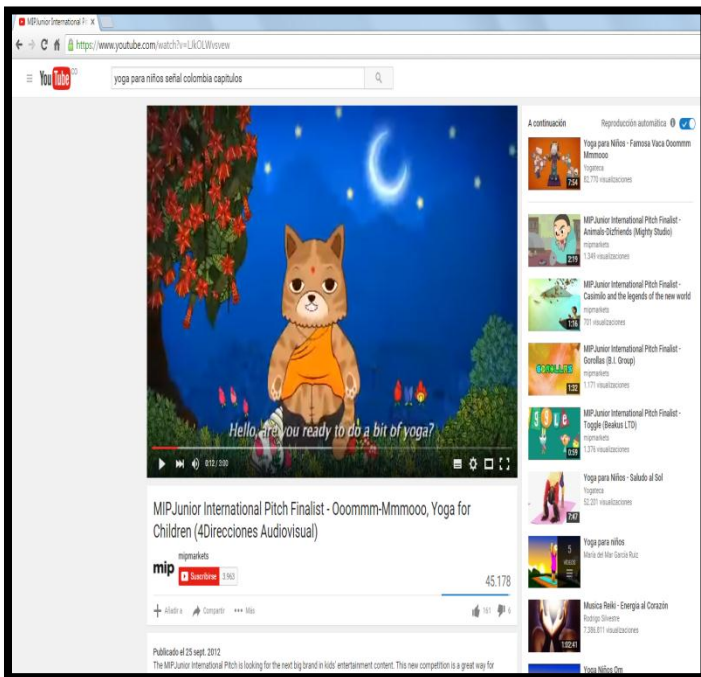 MIPJunior International Pi
https://www.youtube.com/watch?v=LIkOLWvsvew
YouTube CO
yoga para niños señal colombia capitulos
Hello, are you ready to do a bit of yoga?
0:12 / 3:00
MIPJunior International Pitch Finalist - Ooommm-Mmmooo, Yoga for
Children (4Direcciones Audiovisual)
mip
mipmarkets
Suscribirse 3.963
45.178
Añadir a Compartir Más
161 6
Publicado el 25 sept. 2012
The MIPJunior International Pitch is looking for the next big brand in kids' entertainment content. This new competition is a great way for
A continuación Reproducción automática
Yoga para Niños - Famosa Vaca Ooommm
Mmmooo
Yogateca
82.770 visualizaciones
7:54
MIPJunior International Pitch Finalist -
Animals-Dizfriends (Mighty Studio)
mipmarkets
1.349 visualizaciones
2:19
MIPJunior International Pitch Finalist -
Casimilo and the legends of the new world
mipmarkets
701 visualizaciones
1:16
MIPJunior International Pitch Finalist -
Gorollas (B.I. Group)
mipmarkets
1.171 visualizaciones
GOROLLAS
1:32
MIPJunior International Pitch Finalist -
Toggle (Beakus LTD)
mipmarkets
1.376 visualizaciones
0:59
Yoga para Niños - Saludo al Sol
Yogateca
52.201 visualizaciones
7:47
Yoga para niños
María del Mar García Ruiz
5
VIDEOS
Musica Reiki - Energia al Corazón
Rodrigo Silvestre
7.386.811 visualizaciones
1:02:41
Yoga Niños Om